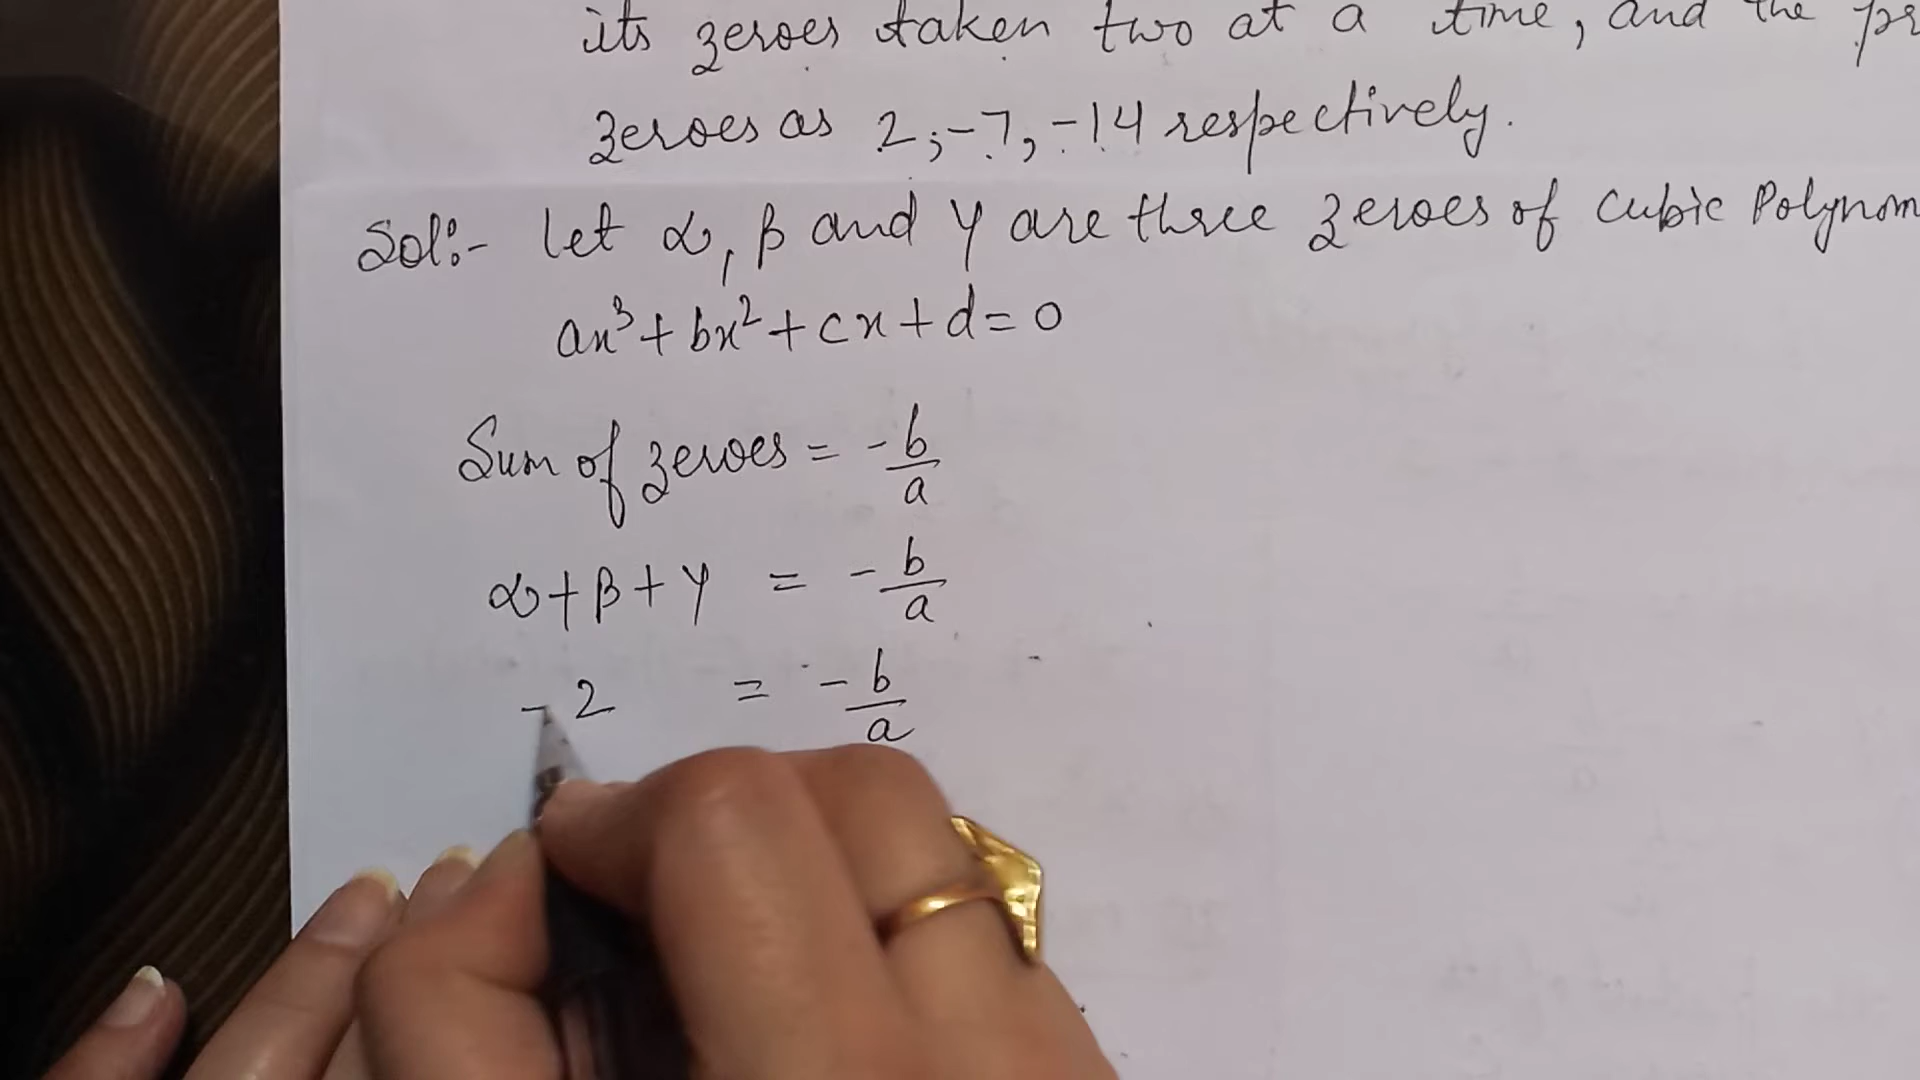 its zeroes taken two at a time, and the
zeroes as 2, -7, -14 respectively.
Sol:- let α, β and γ are three zeroes of cubic Polynom
ax³ + bx² + cx + d = 0
Sum of zeroes = -b/a
α + β + γ = -b/a
-2 = -b/a